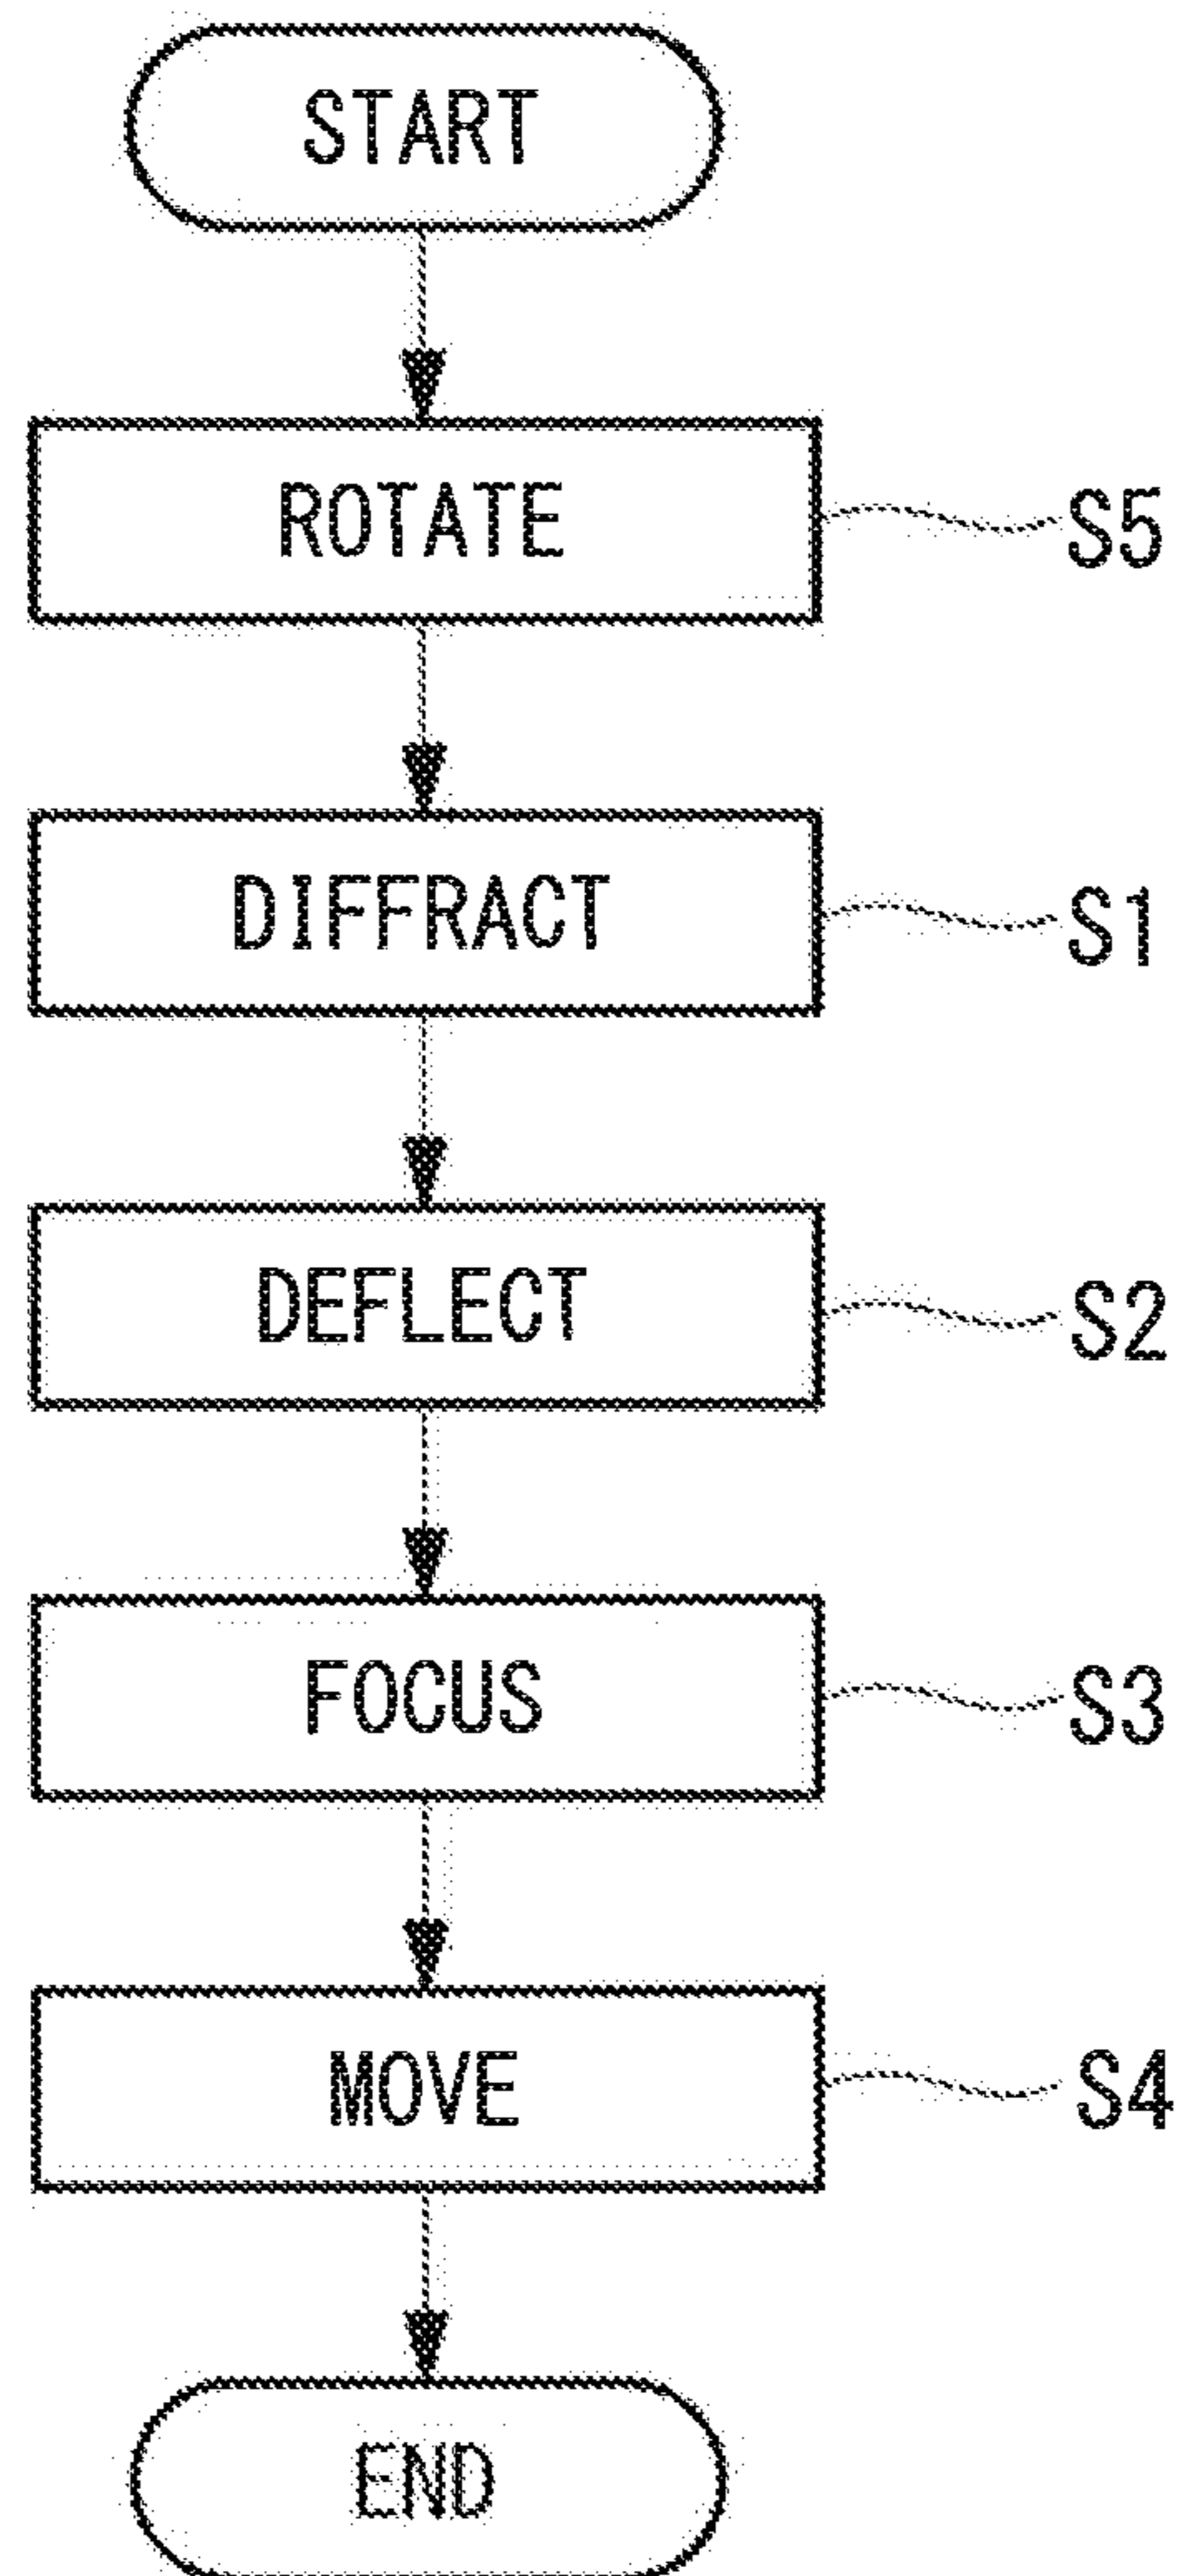 START
ROTATE S5
DIFFRACT S1
DEFLECT S2
FOCUS S3
MOVE S4
END